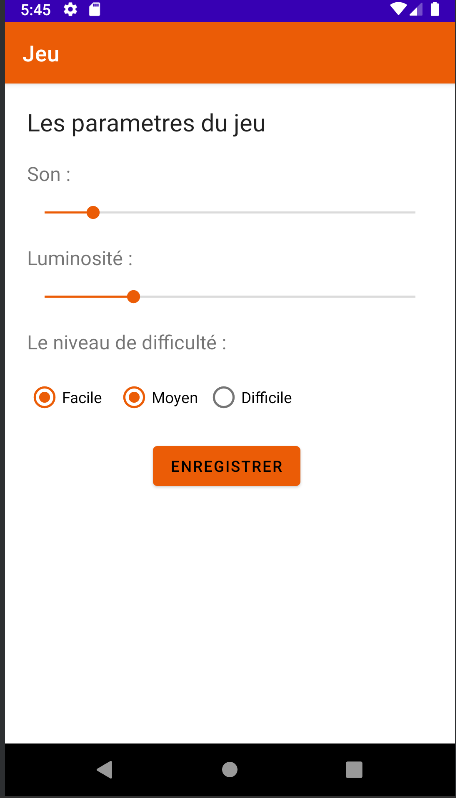 5:45
Jeu
Les parametres du jeu
Son :
Luminosité :
Le niveau de difficulté :
Facile Moyen Difficile
ENREGISTRER